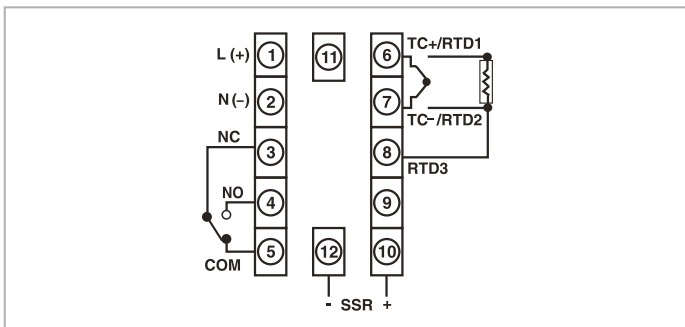 L (+) 1 11 6 TC+/RTD1
N (–) 2 7 TC–/RTD2
NC 3 8 RTD3
NO 4 9
COM 5 12 10
- SSR +